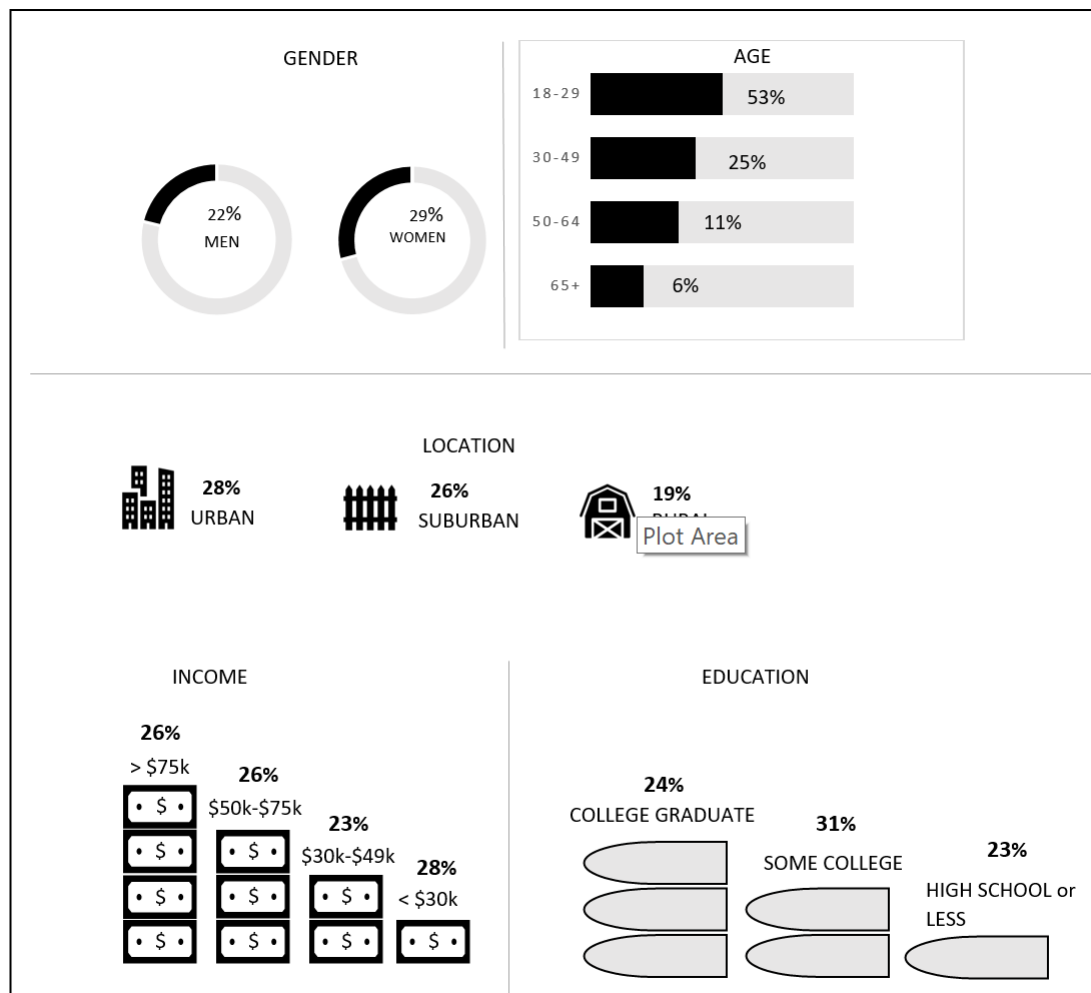 GENDER
22%
MEN
29%
WOMEN
AGE
18-29
53%
30-49
25%
50-64
11%
65+
6%
LOCATION
28%
URBAN
26%
SUBURBAN
19%
Plot Area
INCOME
26%
> $75k
$
$
$
$
26%
$50k-$75k
$
$
$
23%
$30k-$49k
$
$
28%
< $30k
$
EDUCATION
24%
COLLEGE GRADUATE
31%
SOME COLLEGE
23%
HIGH SCHOOL or
LESS